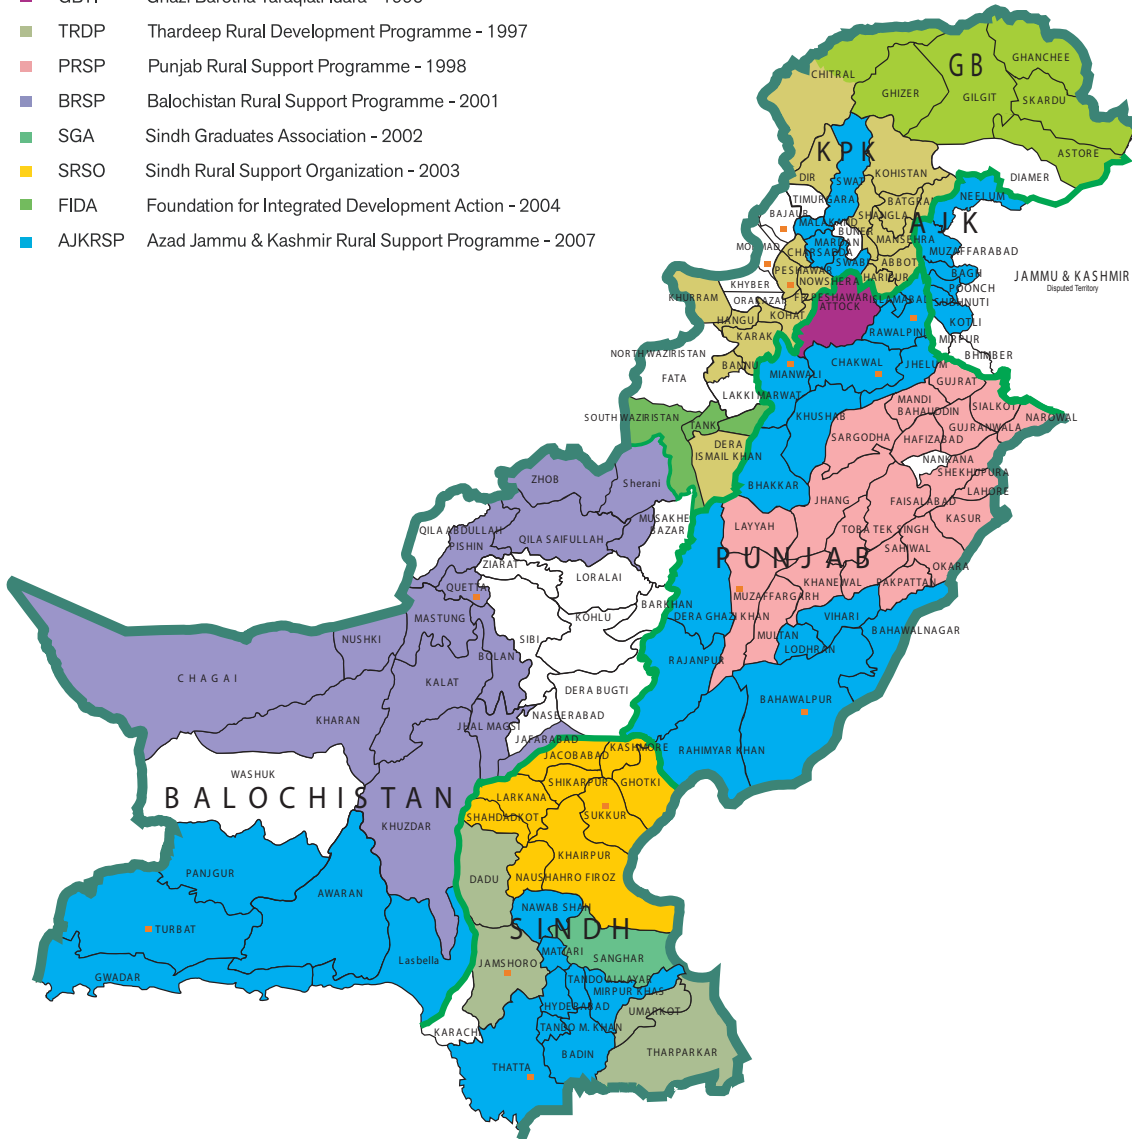 TRDP Thardeep Rural Development Programme - 1997
PRSP Punjab Rural Support Programme - 1998
BRSP Balochistan Rural Support Programme - 2001
SGA Sindh Graduates Association - 2002
SRSO Sindh Rural Support Organization - 2003
FIDA Foundation for Integrated Development Action - 2004
AJKRSP Azad Jammu & Kashmir Rural Support Programme - 2007
GB
GHANCHEE
CHITRAL
GHIZER
GILGIT
SKARDU
KPK
ASTORE
DIR
SWAT
KOHISTAN
DIAMER
TIMURGARA
BATGRAI
NEELUM
BAJAUR
SHANGLA
MALAKAND
BUNER
AJK
MARDAN
MANSEHRA
MUZAFFARABAD
CHARSADDA
SWABI
ABBOT
PESHAWAR
NOWSHERA
HARIPUR
BAGH
JAMMU & KASHMIR
Disputed Territory
KHYBER
POONCH
KHURRAM
ORAKZAI
PESHAWAR
ISLAMABAD
ATTOCK
KOHAT
HANGU
KOTLI
KARAK
RAWALPINDI
MIRPUR
NORTH WAZIRISTAN
BHIMBER
BANNU
MIANWALI
CHAKWAL
JHELUM
FATA
GUJRAT
LAKKI MARWAT
MANDI
BAHAUDDIN
SIALKOT
SOUTH WAZIRISTAN
KHUSHAB
NAROWAL
TANK
GUJRANWALA
SARGODHA
HAFIZABAD
DERA
ISMAIL KHAN
NANKANA
SHEKHUPURA
ZHOB
Sherani
BHAKKAR
LAHORE
JHANG
FAISALABAD
MUSAKHEL
BAZAR
KASUR
QILA ABDULLAH
LAYYAH
TOBA TEK SINGH
QILA SAIFULLAH
PISHIN
SAHIWAL
PUNJAB
ZIARAT
OKARA
LORALAI
KHANEWAL
PAKPATTAN
QUETTA
MUZAFFARGARH
BARKHAN
MASTUNG
KOHLU
DERA GHAZI KHAN
VIHARI
BAHAWALNAGAR
NUSHKI
SIBI
MULTAN
LODHRAN
BOLAN
RAJANPUR
CHAGAI
KALAT
DERA BUGTI
BAHAWALPUR
KHARAN
NASEERABAD
JHAL MAGSI
JAFARABAD
KASHMORE
RAHIMYAR KHAN
JACOBABAD
WASHUK
SHIKARPUR
GHOTKI
BALOCHISTAN
LARKANA
SHAHDADKOT
SUKKUR
KHUZDAR
KHAIRPUR
PANJGUR
DADU
NAUSHAHRO FIROZ
AWARAN
NAWAB SHAH
TURBAT
SINDH
MATIARI
SANGHAR
Lasbella
JAMSHORO
GWADAR
TANDO ALLAYAR
MIRPUR KHAS
HYDERABAD
UMARKOT
KARACHI
TANDO M. KHAN
BADIN
THARPARKAR
THATTA